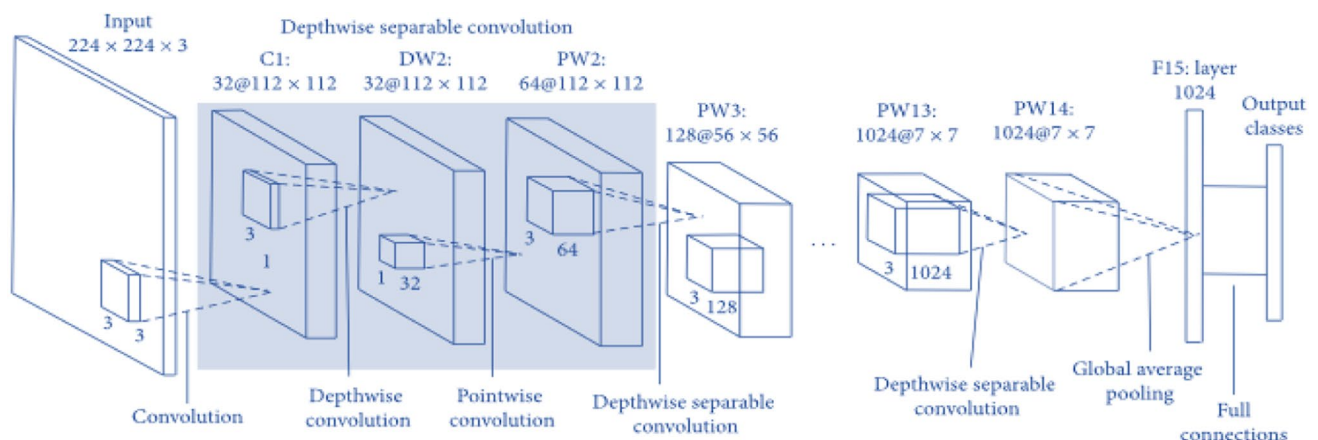 Input
224 × 224 × 3
Depthwise separable convolution
C1:
32@112 × 112
DW2:
32@112 × 112
PW2:
64@112 × 112
PW3:
128@56 × 56
PW13:
1024@7 × 7
PW14:
1024@7 × 7
F15: layer
1024
Output
classes
3
3
3
1
1
32
3
64
3
128
...
3
1024
Convolution
Depthwise
convolution
Pointwise
convolution
Depthwise separable
convolution
Depthwise separable
convolution
Global average
pooling
Full
connections